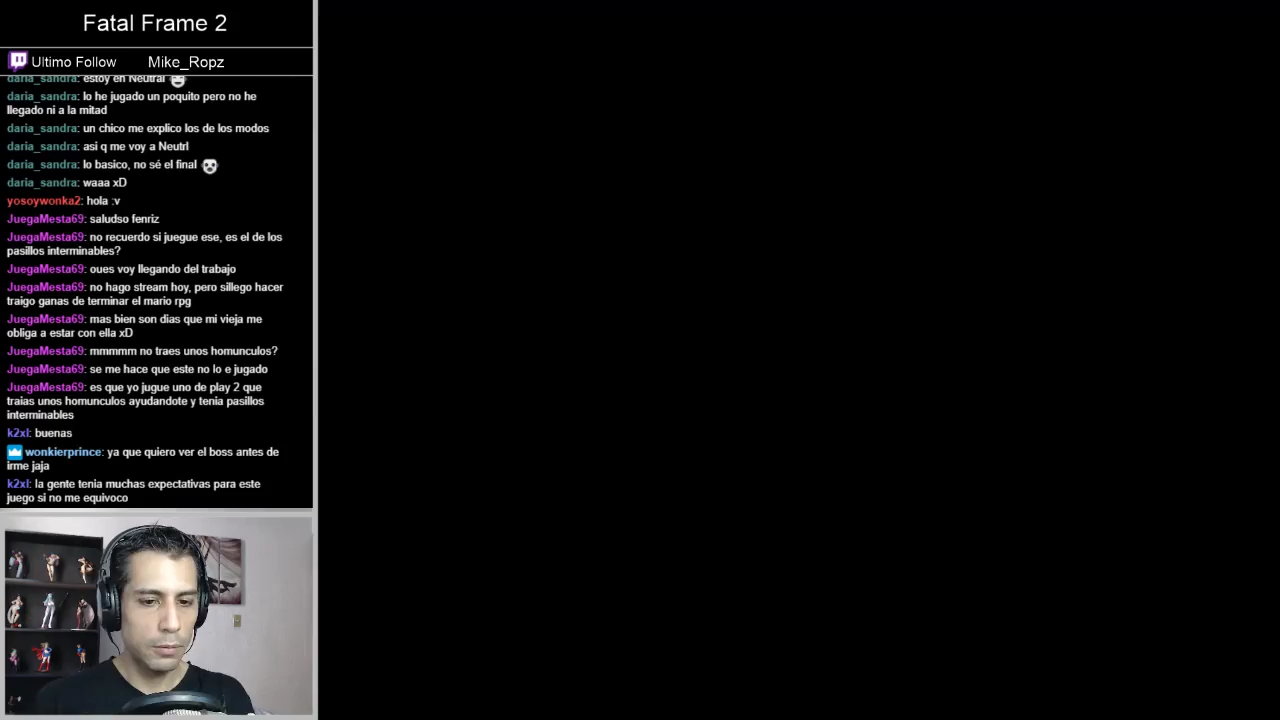 Fatal Frame 2
Ultimo Follow Mike_Ropz
daria_sandra: estoy en Neutral
daria_sandra: lo he jugado un poquito pero no he
llegado ni a la mitad
daria_sandra: un chico me explico los de los modos
daria_sandra: asi q me voy a Neutrl
daria_sandra: lo basico, no sé el final
daria_sandra: waaa xD
yosoywonka2: hola :v
JuegaMesta69: saludso fenriz
JuegaMesta69: no recuerdo si juegue ese, es el de los
pasillos interminables?
JuegaMesta69: oues voy llegando del trabajo
JuegaMesta69: no hago stream hoy, pero sillego hacer
traigo ganas de terminar el mario rpg
JuegaMesta69: mas bien son dias que mi vieja me
obliga a estar con ella xD
JuegaMesta69: mmmmm no traes unos homunculos?
JuegaMesta69: se me hace que este no lo e jugado
JuegaMesta69: es que yo jugue uno de play 2 que
traias unos homunculos ayudandote y tenia pasillos
interminables
k2xl: buenas
wonkierprince: ya que quiero ver el boss antes de
irme jaja
k2xl: la gente tenia muchas expectativas para este
juego si no me equivoco